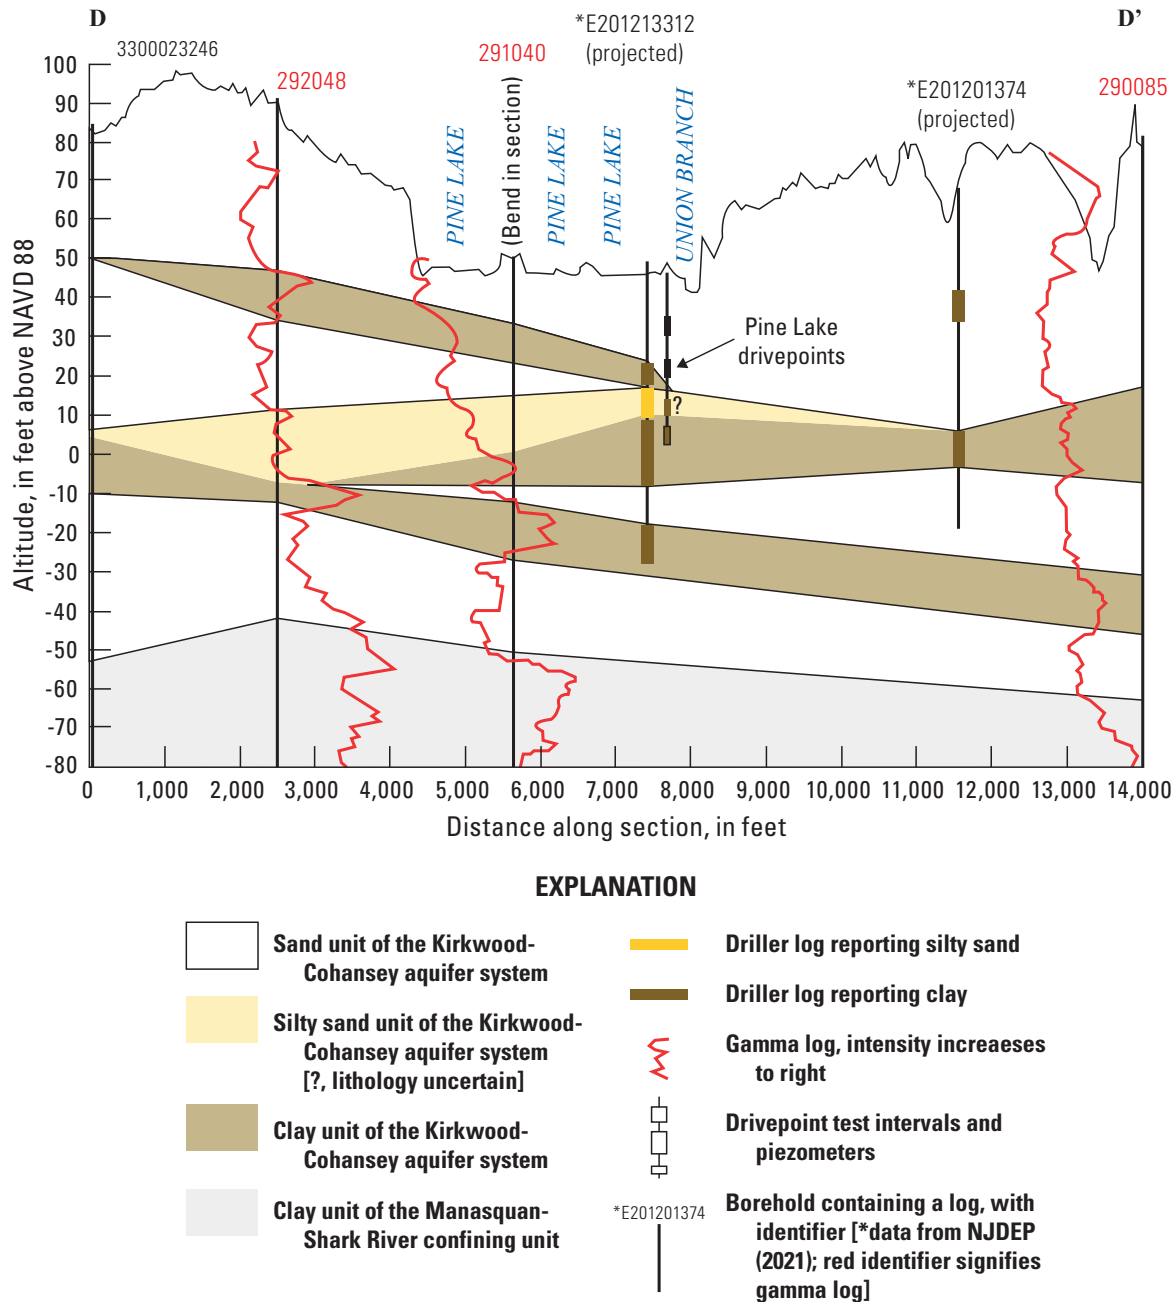 D
D’
*E201213312
(projected)
3300023246
292048
291040
*E201201374
(projected)
290085
100
90
80
70
60
50
40
30
20
10
0
-10
-20
-30
-40
-50
-60
-70
-80
Altitude, in feet above NAVD 88
PINE LAKE
(Bend in section)
PINE LAKE
PINE LAKE
UNION BRANCH
Pine Lake
drivepoints
?
0
1,000
2,000
3,000
4,000
5,000
6,000
7,000
8,000
9,000
10,000
11,000
12,000
13,000
14,000
Distance along section, in feet
EXPLANATION
Sand unit of the Kirkwood-
Cohansey aquifer system
Silty sand unit of the Kirkwood-
Cohansey aquifer system
[?, lithology uncertain]
Clay unit of the Kirkwood-
Cohansey aquifer system
Clay unit of the Manasquan-
Shark River confining unit
Driller log reporting silty sand
Driller log reporting clay
Gamma log, intensity increaeses
to right
Drivepoint test intervals and
piezometers
*E201201374
Borehold containing a log, with
identifier [*data from NJDEP
(2021); red identifier signifies
gamma log]